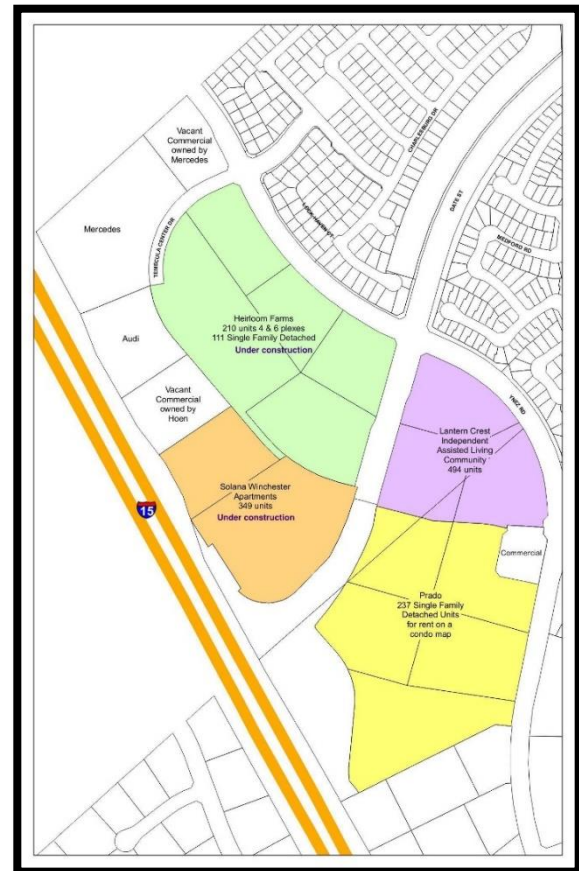 Vacant
Commercial
owned by
Mercedes
CHARLESBURG DR
Mercedes
TEMECULA CENTER DR
DATE ST
MEDFORD RD
Heirloom Farms
210 units 4 & 6 plexes
111 Single Family Detached
Under construction
Audi
Vacant
Commercial
owned by
Hoen
YNEZ RD
Lantern Crest
Independent
Assisted Living
Community
494 units
Solana Winchester
Apartments
349 units
Under construction
15
Commercial
Prado
237 Single Family
Detached Units
for rent on a
condo map